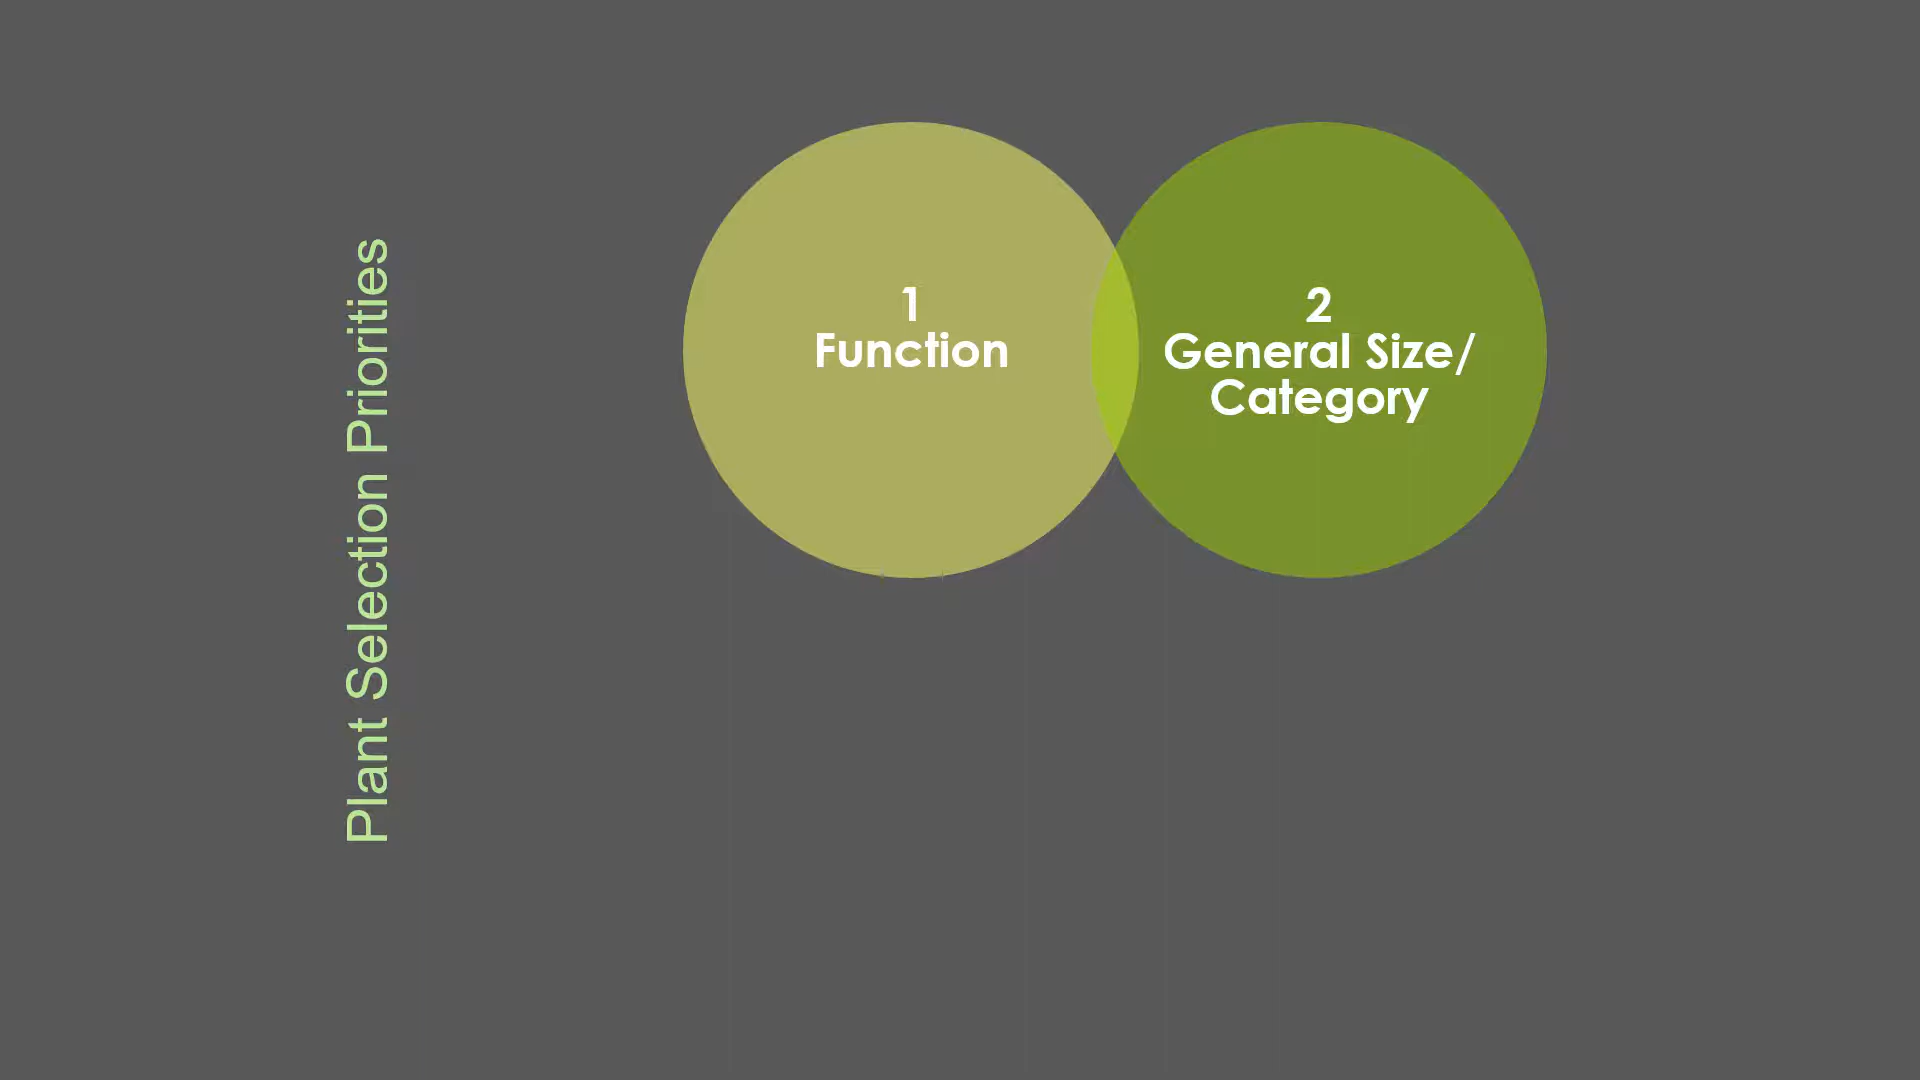 Plant Selection Priorities
1
Function
2
General Size/
Category